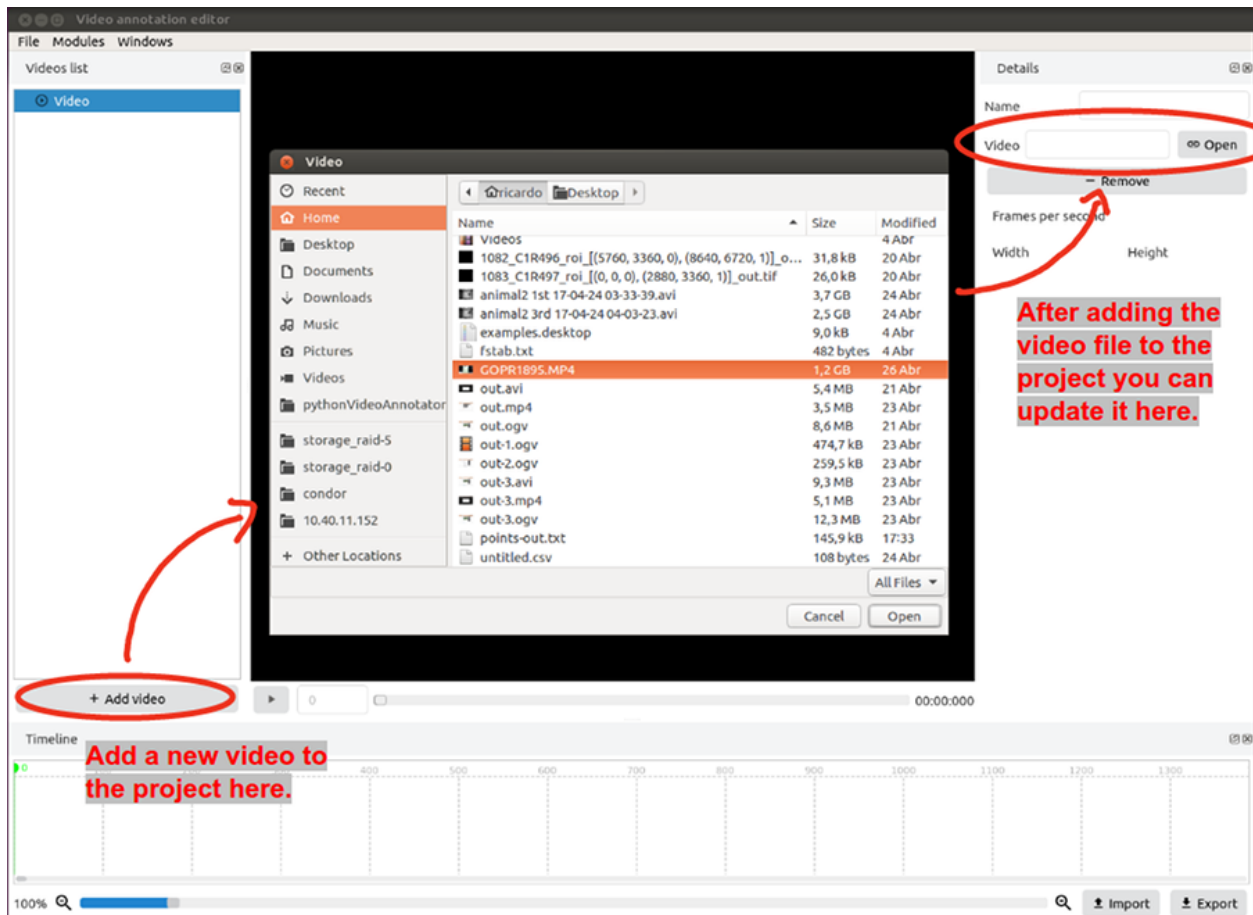 Video annotation editor
File Modules Windows
Videos list
Video
+ Add video
Video
Recent
Home
Desktop
Documents
Downloads
Music
Pictures
Videos
pythonVideoAnnotator
storage_raid-5
storage_raid-0
condor
10.40.11.152
+ Other Locations
ricardo Desktop
Name Size Modified
Videos 4 Abr
1082_C1R496_roi_[(5760, 3360, 0), (8640, 6720, 1)]_o... 31,8 kB 20 Abr
1083_C1R497_roi_[(0, 0, 0), (2880, 3360, 1)]_out.tif 26,0 kB 20 Abr
animal2 1st 17-04-24 03-33-39.avi 3,7 GB 24 Abr
animal2 3rd 17-04-24 04-03-23.avi 2,5 GB 24 Abr
examples.desktop 9,0 kB 4 Abr
fstab.txt 482 bytes 4 Abr
GOPR1895.MP4 1,2 GB 26 Abr
out.avi 5,4 MB 21 Abr
out.mp4 3,5 MB 23 Abr
out.ogv 8,6 MB 21 Abr
out-1.ogv 474,7 kB 23 Abr
out-2.ogv 259,5 kB 23 Abr
out-3.avi 9,3 MB 23 Abr
out-3.mp4 5,1 MB 23 Abr
out-3.ogv 12,3 MB 23 Abr
points-out.txt 145,9 kB 17:33
untitled.csv 108 bytes 24 Abr
All Files
Cancel Open
Details
Name
Video Open
− Remove
Frames per second
Width Height
After adding the
video file to the
project you can
update it here.
0 00:00:000
Timeline
Add a new video to
the project here.
0 400 500 600 700 800 900 1000 1100 1200 1300
100% Import Export